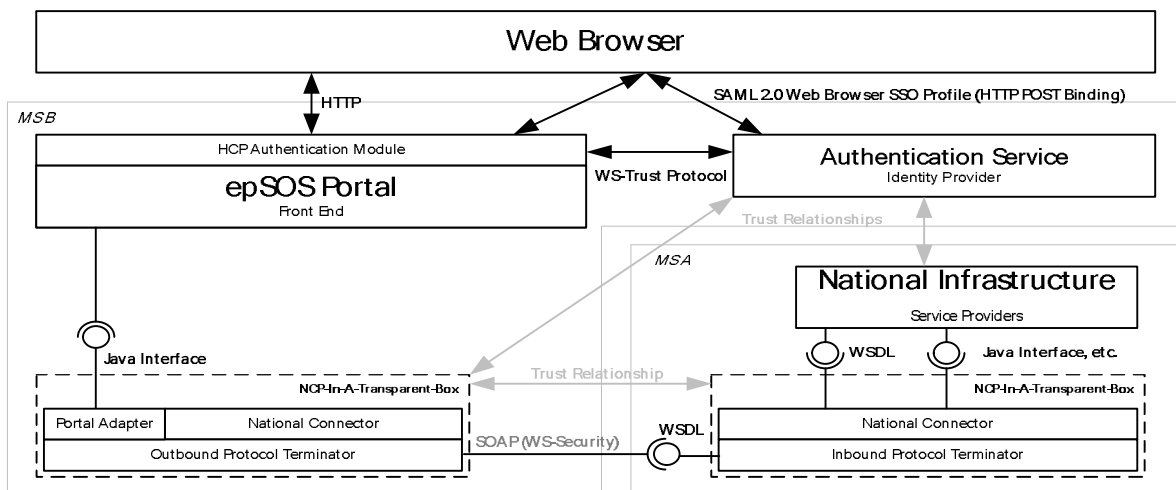 Web Browser
HTTP
SAML 2.0 Web Browser SSO Profile (HTTP POST Binding)
MSB
HCP Authentication Module
epSOS Portal
Front End
WS-Trust Protocol
Authentication Service
Identity Provider
Trust Relationships
MSA
National Infrastructure
Service Providers
Java Interface
WSDL
Java Interface, etc.
Trust Relationship
NCP-In-A-Transparent-Box
NCP-In-A-Transparent-Box
Portal Adapter
National Connector
Outbound Protocol Terminator
SOAP (WS-Security)
WSDL
National Connector
Inbound Protocol Terminator